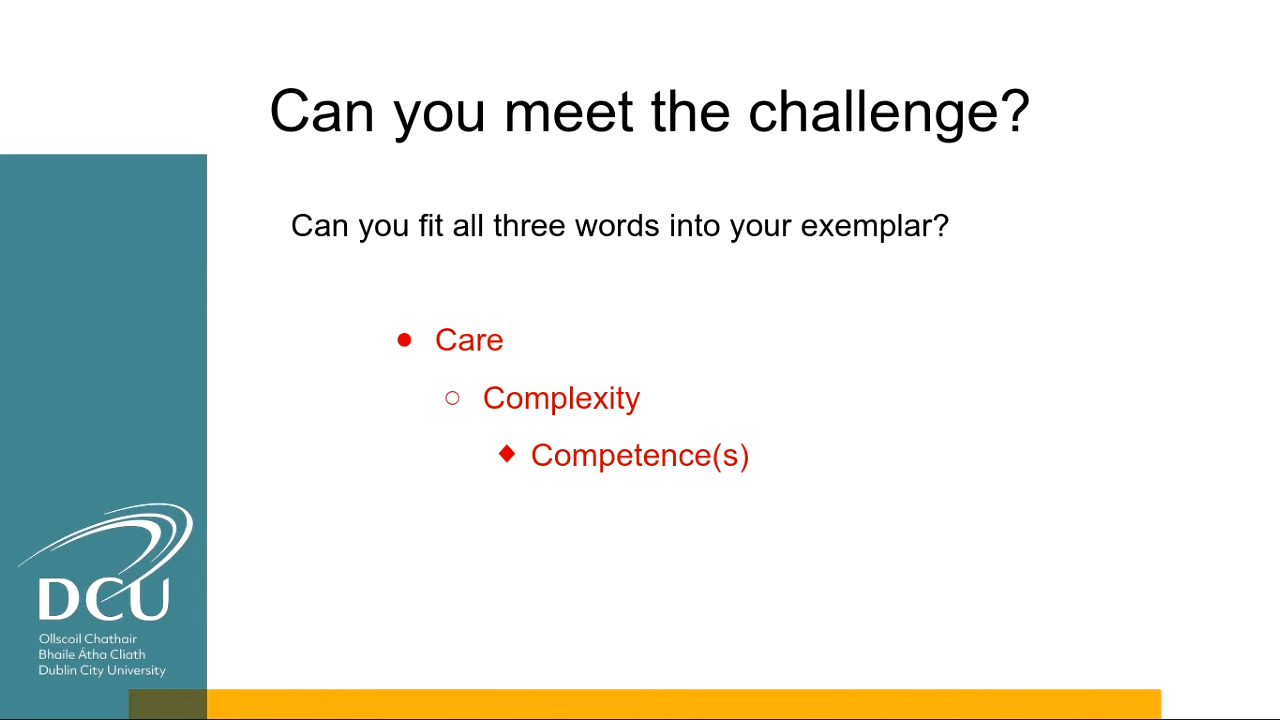 Can you meet the challenge?
Can you fit all three words into your exemplar?
Care
Complexity
Competence(s)
DCU
Ollscoil Chathair
Bhaile Átha Cliath
Dublin City University